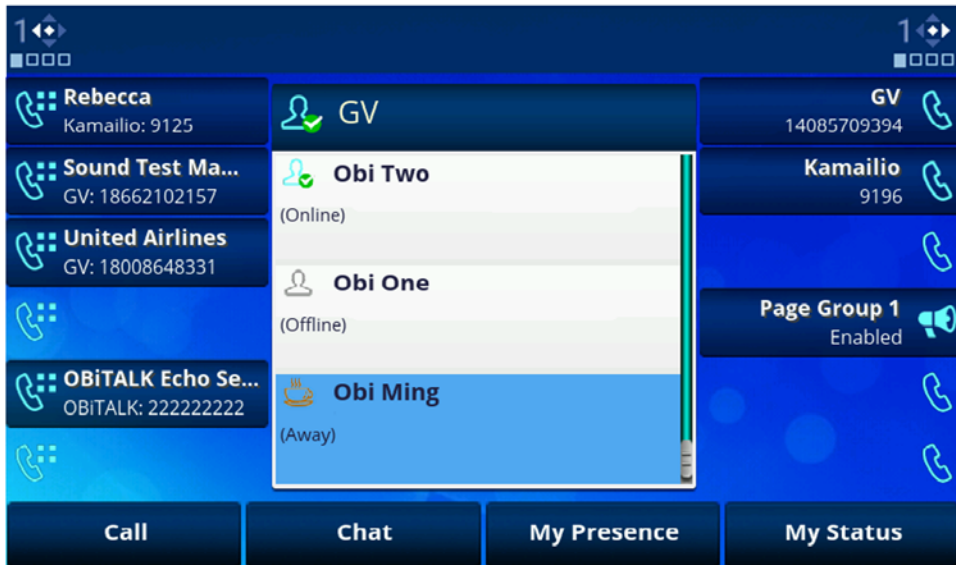 1
1
Rebecca
Kamailio: 9125
Sound Test Ma...
GV: 18662102157
United Airlines
GV: 18008648331
OBiTALK Echo Se...
OBiTALK: 222222222
GV
Obi Two
(Online)
Obi One
(Offline)
Obi Ming
(Away)
GV
14085709394
Kamailio
9196
Page Group 1
Enabled
Call
Chat
My Presence
My Status